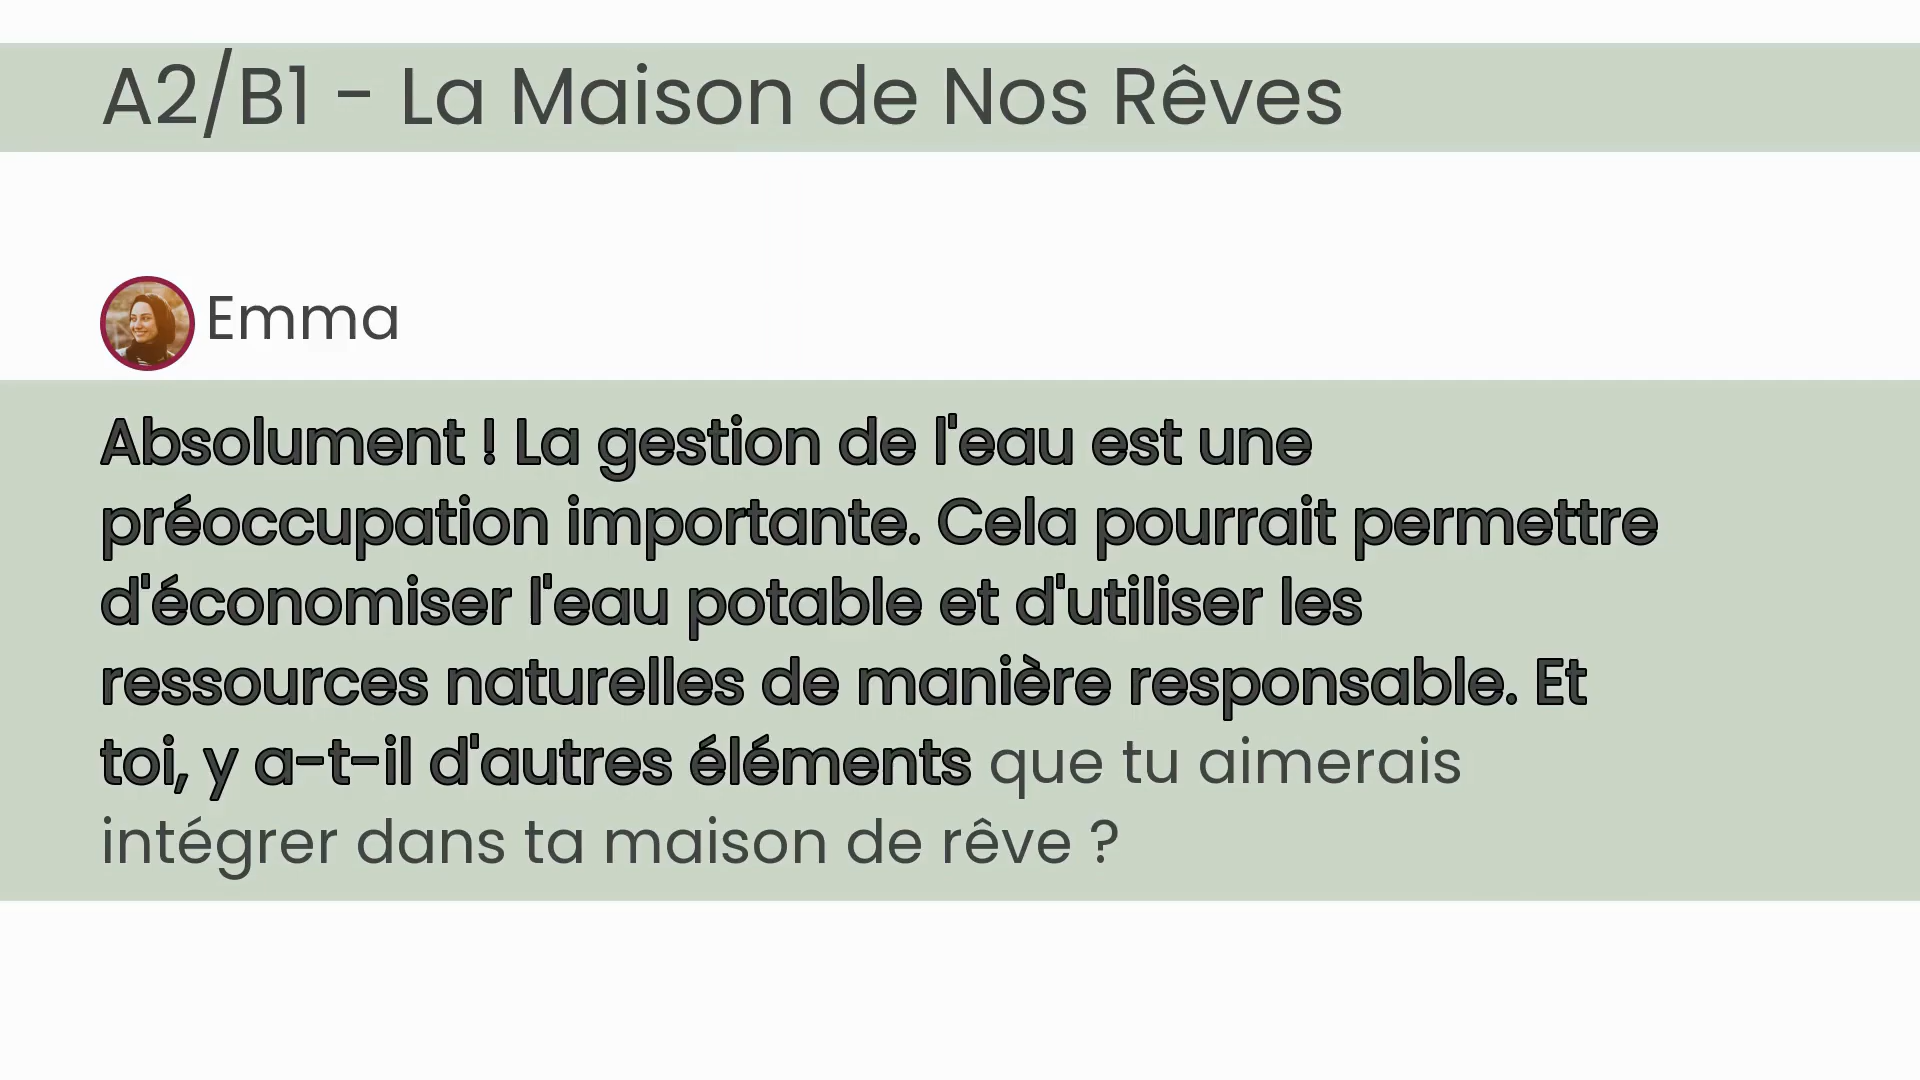 A2/B1 - La Maison de Nos Rêves
Emma
Absolument ! La gestion de l'eau est une
préoccupation importante. Cela pourrait permettre
d'économiser l'eau potable et d'utiliser les
ressources naturelles de manière responsable. Et
toi, y a-t-il d'autres éléments que tu aimerais
intégrer dans ta maison de rêve ?